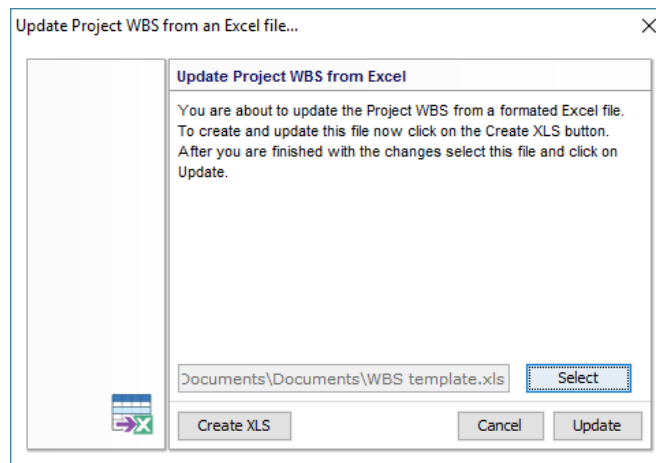 Update Project WBS from an Excel file...
Update Project WBS from Excel
You are about to update the Project WBS from a formated Excel file.
To create and update this file now click on the Create XLS button.
After you are finished with the changes select this file and click on
Update.
Documents\Documents\WBS template.xls
Select
Create XLS
Cancel
Update